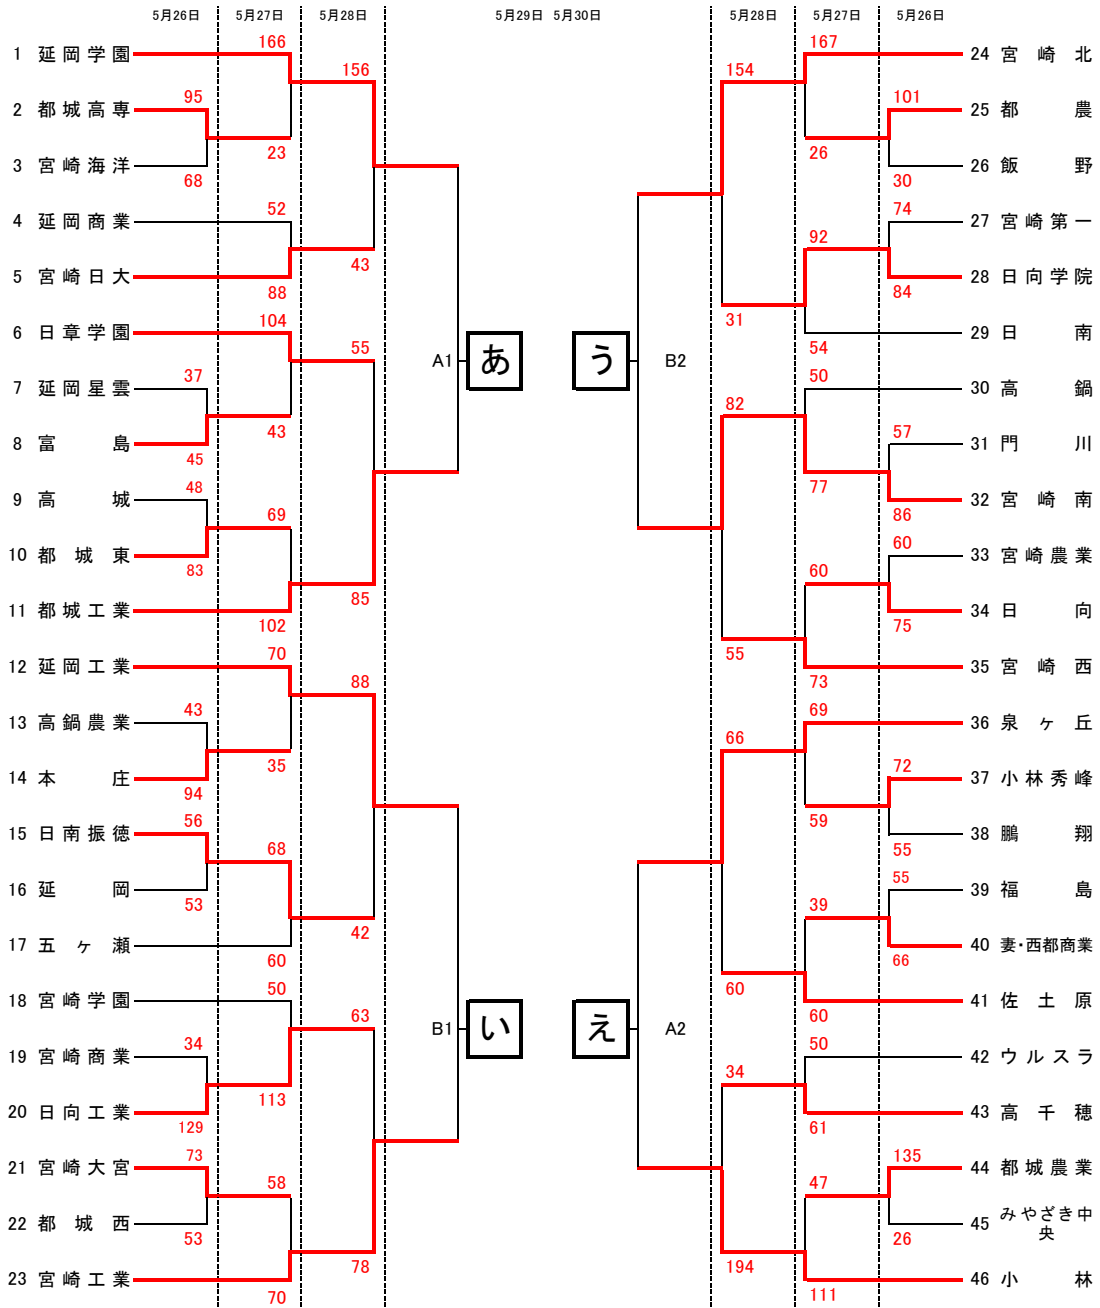 5月26日 5月27日 5月28日 5月29日 5月30日 5月28日 5月27日 5月26日
1 延岡学園 166
156
2 都城高専 95
23
3 宮崎海洋 68
4 延岡商業 52
43
5 宮崎日大 88
6 日章学園 104
55
A1 あ
7 延岡星雲 37
43
8 富島 45
9 高城 48
69
10 都城東 83
85
11 都城工業 102
12 延岡工業 70
88
13 高鍋農業 43
35
14 本庄 94
15 日南振徳 56
68
16 延岡 53
42
17 五ヶ瀬 60
18 宮崎学園 50
63
B1 い
19 宮崎商業 34
113
20 日向工業 129
21 宮崎大宮 73
58
22 都城西 53
78
23 宮崎工業 70
167 24 宮崎北
154
101 25 都農
26
30 26 飯野
74 27 宮崎第一
92
84 28 日向学院
31
54 29 日南
う B2
50 30 高鍋
82
57 31 門川
77
86 32 宮崎南
60 33 宮崎農業
60
75 34 日向
55
73 35 宮崎西
69 36 泉ヶ丘
66
72 37 小林秀峰
59
55 38 鵬翔
55 39 福島
39
66 40 妻・西都商業
60
60 41 佐土原
え A2
50 42 ウルスラ
34
61 43 高千穂
135 44 都城農業
47
26 45 みやざき中
央
194
111 46 小林